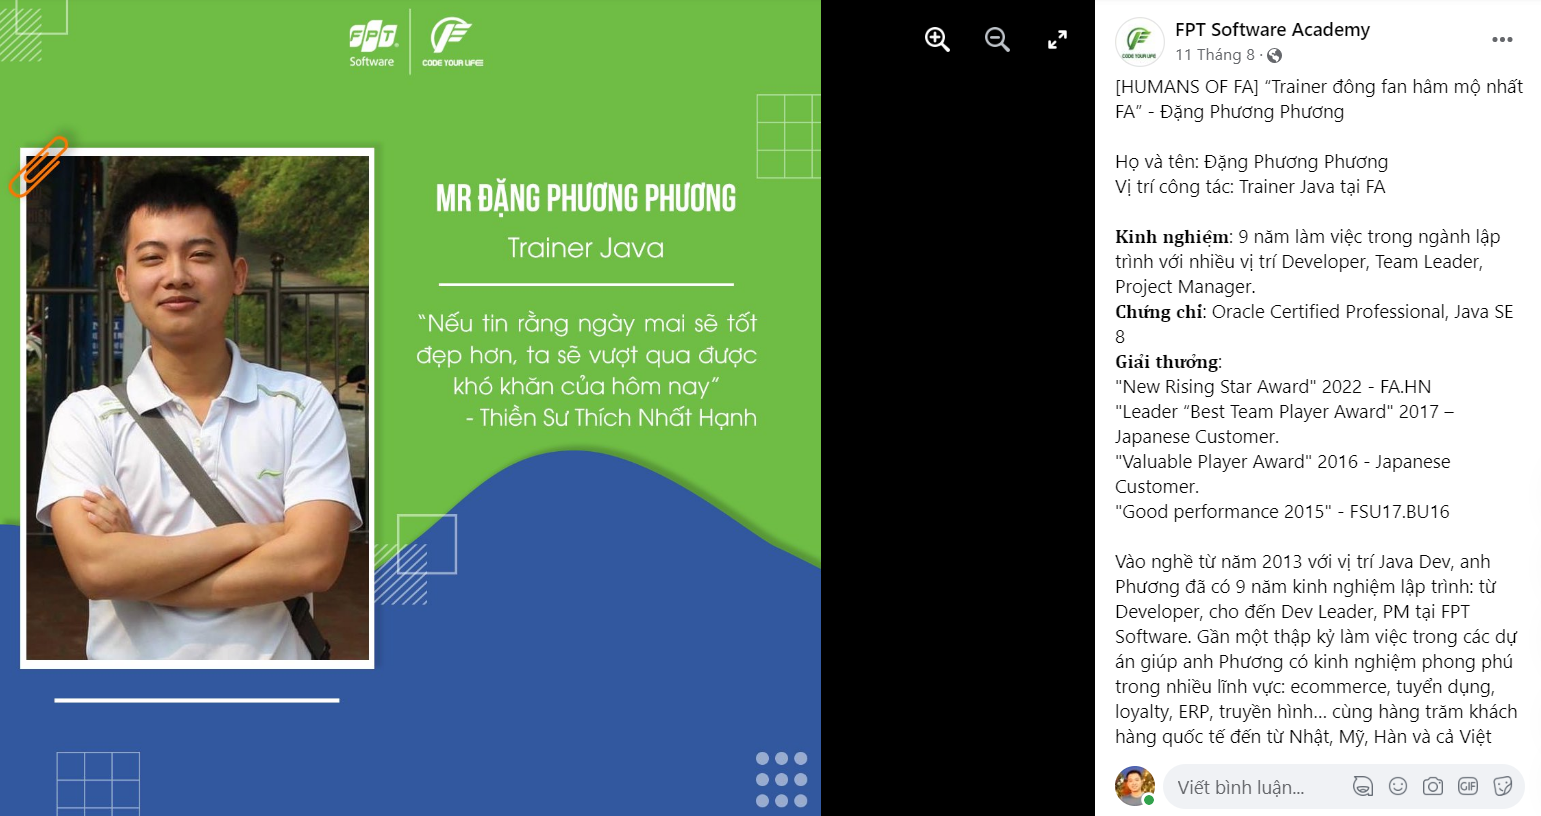 FPT
Software
CODE YOUR LIFE
MR ĐẶNG PHƯƠNG PHƯƠNG
Trainer Java
“Nếu tin rằng ngày mai sẽ tốt
đẹp hơn, ta sẽ vượt qua được
khó khăn của hôm nay”
- Thiền Sư Thích Nhất Hạnh
CODE YOUR LIFE
FPT Software Academy
11 Tháng 8 ·
[HUMANS OF FA] “Trainer đông fan hâm mộ nhất
FA” - Đặng Phương Phương
Họ và tên: Đặng Phương Phương
Vị trí công tác: Trainer Java tại FA
Kinh nghiệm: 9 năm làm việc trong ngành lập
trình với nhiều vị trí Developer, Team Leader,
Project Manager.
Chứng chỉ: Oracle Certified Professional, Java SE
8
Giải thưởng:
"New Rising Star Award" 2022 - FA.HN
"Leader “Best Team Player Award" 2017 –
Japanese Customer.
"Valuable Player Award" 2016 - Japanese
Customer.
"Good performance 2015" - FSU17.BU16
Vào nghề từ năm 2013 với vị trí Java Dev, anh
Phương đã có 9 năm kinh nghiệm lập trình: từ
Developer, cho đến Dev Leader, PM tại FPT
Software. Gần một thập kỷ làm việc trong các dự
án giúp anh Phương có kinh nghiệm phong phú
trong nhiều lĩnh vực: ecommerce, tuyển dụng,
loyalty, ERP, truyền hình... cùng hàng trăm khách
hàng quốc tế đến từ Nhật, Mỹ, Hàn và cả Việt
Viết bình luận...
GIF